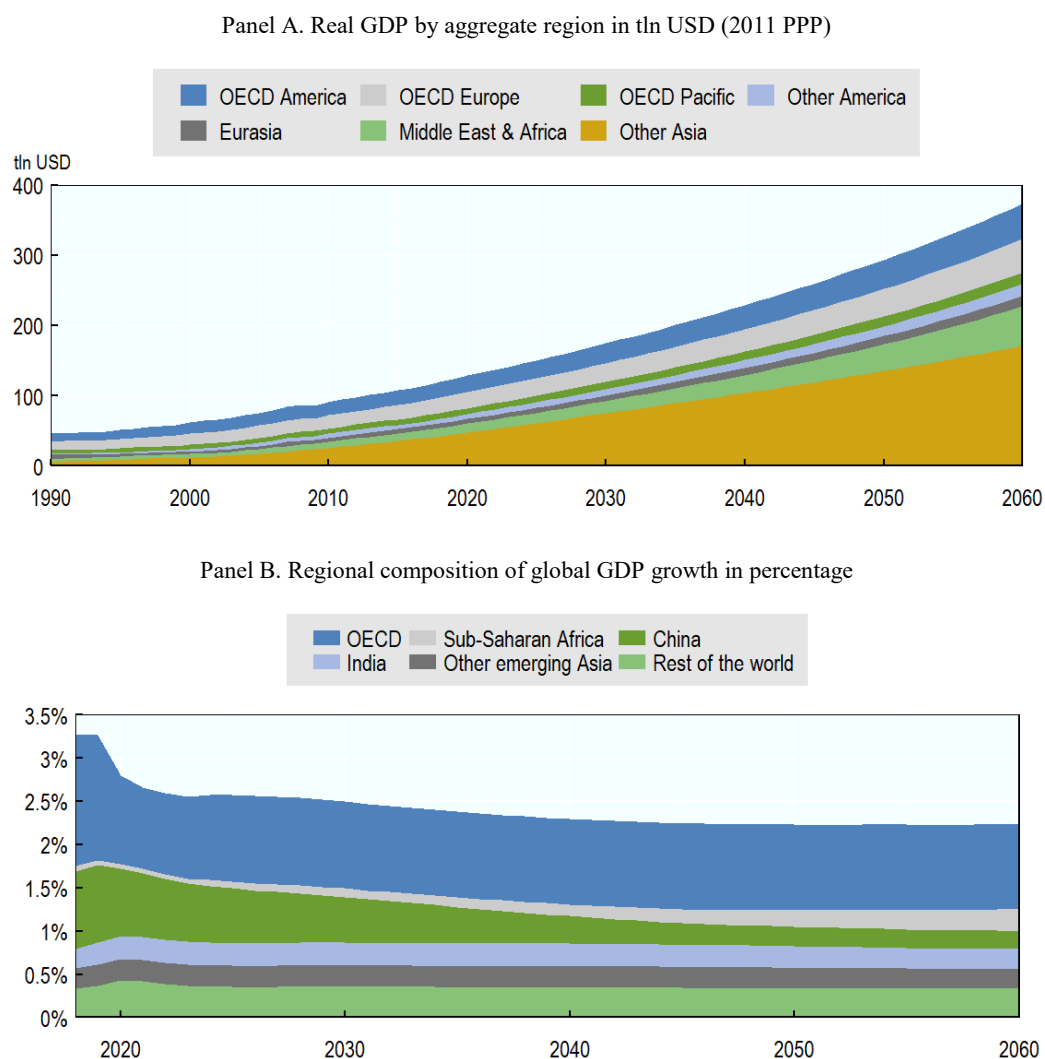 Panel A. Real GDP by aggregate region in tln USD (2011 PPP)
OECD America OECD Europe OECD Pacific Other America
Eurasia Middle East & Africa Other Asia
tln USD
400
300
200
100
0
1990 2000 2010 2020 2030 2040 2050 2060
Panel B. Regional composition of global GDP growth in percentage
OECD Sub-Saharan Africa China
India Other emerging Asia Rest of the world
3.5%
3%
2.5%
2%
1.5%
1%
0.5%
0%
2020 2030 2040 2050 2060